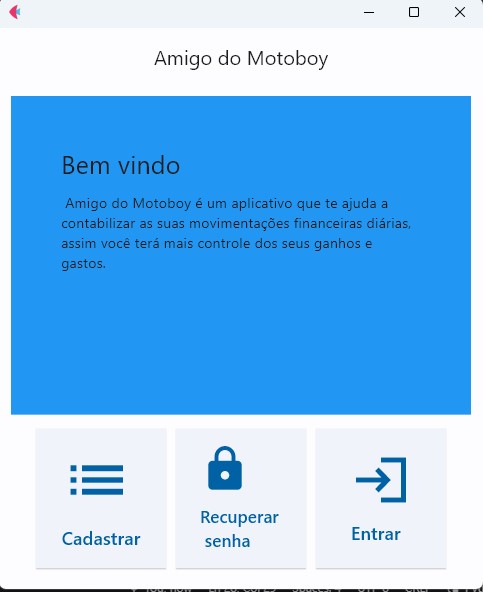 Amigo do Motoboy
Bem vindo
Amigo do Motoboy é um aplicativo que te ajuda a
contabilizar as suas movimentações financeiras diárias,
assim você terá mais controle dos seus ganhos e
gastos.
Cadastrar
Recuperar
senha
Entrar